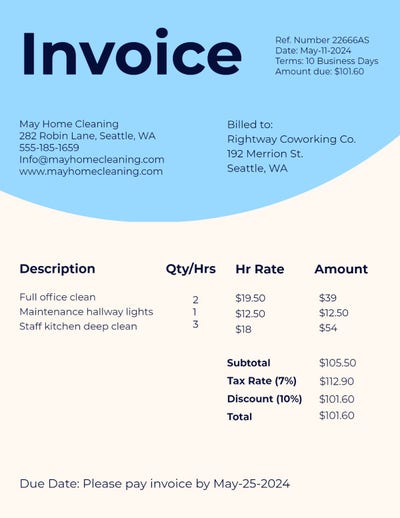 Invoice
Ref. Number 22666AS
Date: May-11-2024
Terms: 10 Business Days
Amount due: $101.60
May Home Cleaning
282 Robin Lane, Seattle, WA
555-185-1659
Info@mayhomecleaning.com
www.mayhomecleaning.com
Billed to:
Rightway Coworking Co.
192 Merrion St.
Seattle, WA
Description Qty/Hrs Hr Rate Amount
Full office clean 2 $19.50 $39
Maintenance hallway lights 1 $12.50 $12.50
Staff kitchen deep clean 3 $18 $54
Subtotal $105.50
Tax Rate (7%) $112.90
Discount (10%) $101.60
Total $101.60
Due Date: Please pay invoice by May-25-2024